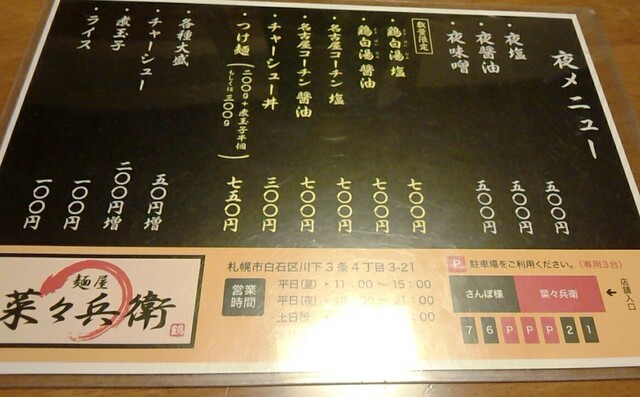 夜メニュー
・夜塩 五〇〇円
・夜醤油 五〇〇円
・夜味噌 五〇〇円
数量限定
・鶏白湯塩 七〇〇円
・鶏白湯醤油 七〇〇円
・名古屋コーチン塩 七〇〇円
・名古屋コーチン醤油 七〇〇円
・チャーシュー丼 三〇〇円
・つけ麺(二〇〇g+煮玉子半個もしくは三〇〇g) 七五〇円
・各種大盛 五〇円増
・チャーシュー 二〇〇円増
・煮玉子 一〇〇円
・ライス 一〇〇円
麺屋
菜々兵衛
札幌市白石区川下3条4丁目3-21
営業時間
平日(昼) 11:00〜15:00
平日(夜)
21:00
土日祝
:00
P 駐車場をご利用ください。(専用3台)
さんぱ様 菜々兵衛
7 6 P P P 2 1
←店舗入口